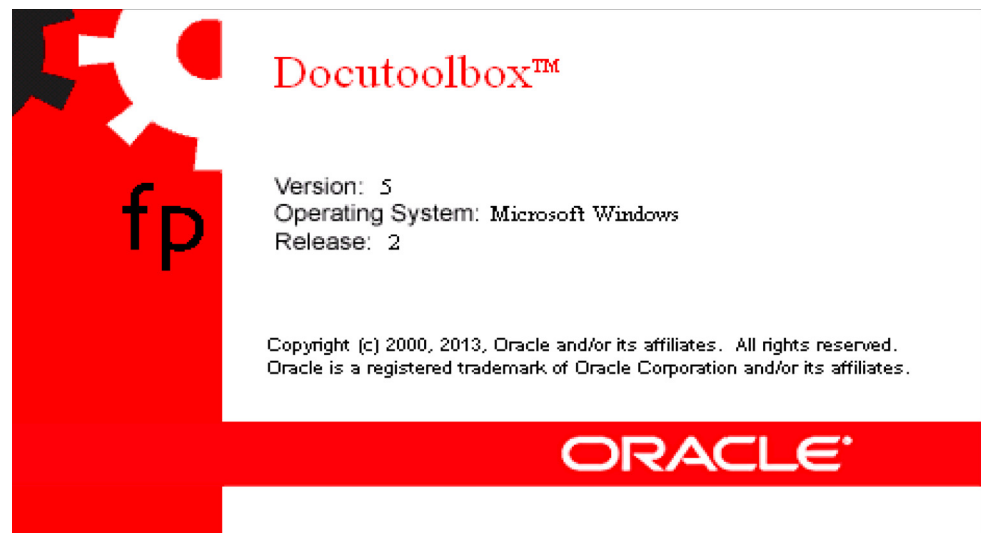 Docutoolbox™
fp
Version: 5
Operating System: Microsoft Windows
Release: 2
Copyright (c) 2000, 2013, Oracle and/or its affiliates. All rights reserved.
Oracle is a registered trademark of Oracle Corporation and/or its affiliates.
ORACLE®